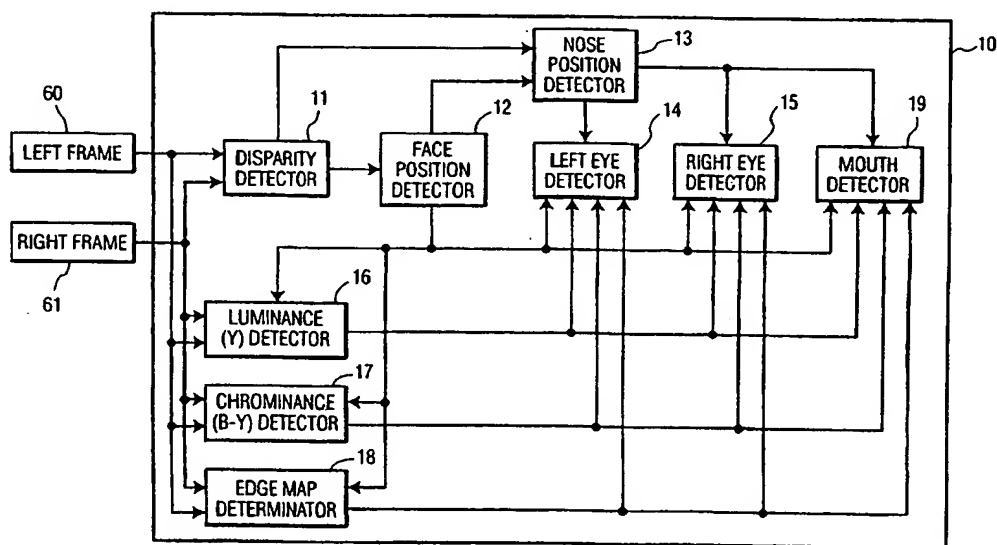 13
NOSE
POSITION
DETECTOR
10
60
LEFT FRAME
11
DISPARITY
DETECTOR
12
FACE
POSITION
DETECTOR
14
LEFT EYE
DETECTOR
15
RIGHT EYE
DETECTOR
19
MOUTH
DETECTOR
RIGHT FRAME
61
16
LUMINANCE
(Y) DETECTOR
17
CHROMINANCE
(B-Y) DETECTOR
18
EDGE MAP
DETERMINATOR